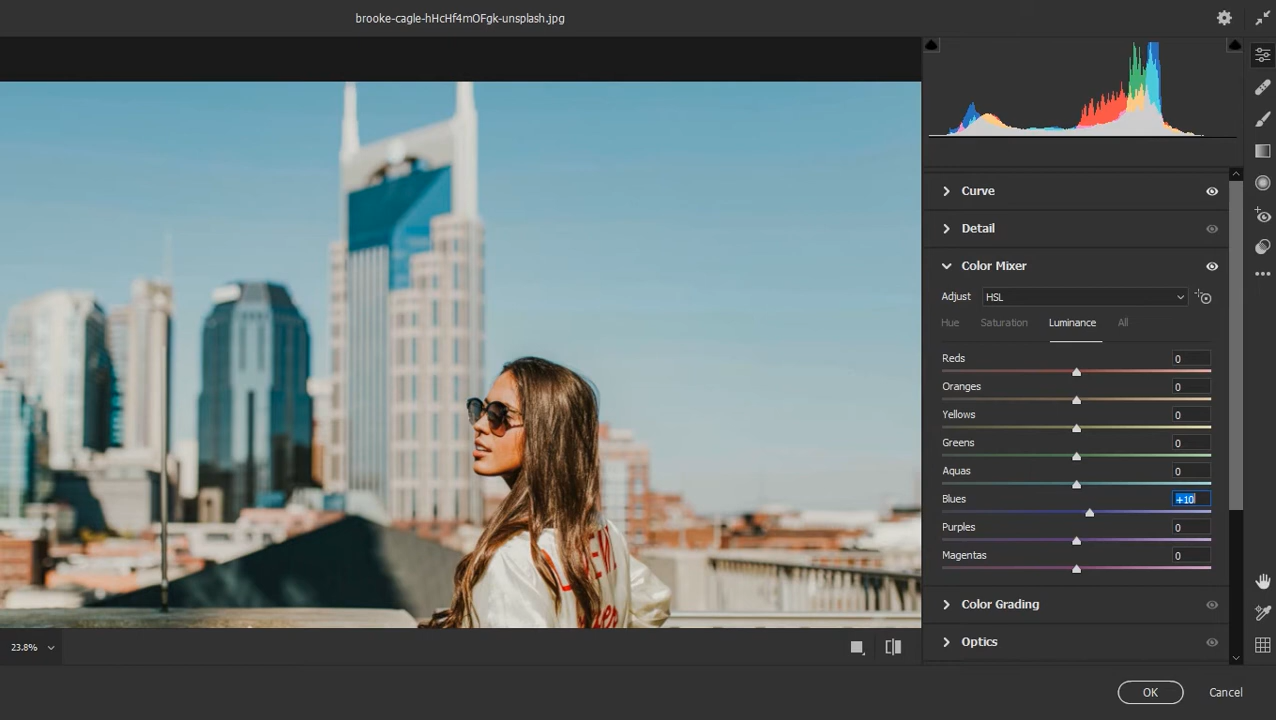 brooke-cagle-hHcHf4mOFgk-unsplash.jpg
Curve
Detail
Color Mixer
Adjust HSL
Hue Saturation Luminance All
Reds 0
Oranges 0
Yellows 0
Greens 0
Aquas 0
Blues +10
Purples 0
Magentas 0
Color Grading
Optics
23.8%
OK Cancel